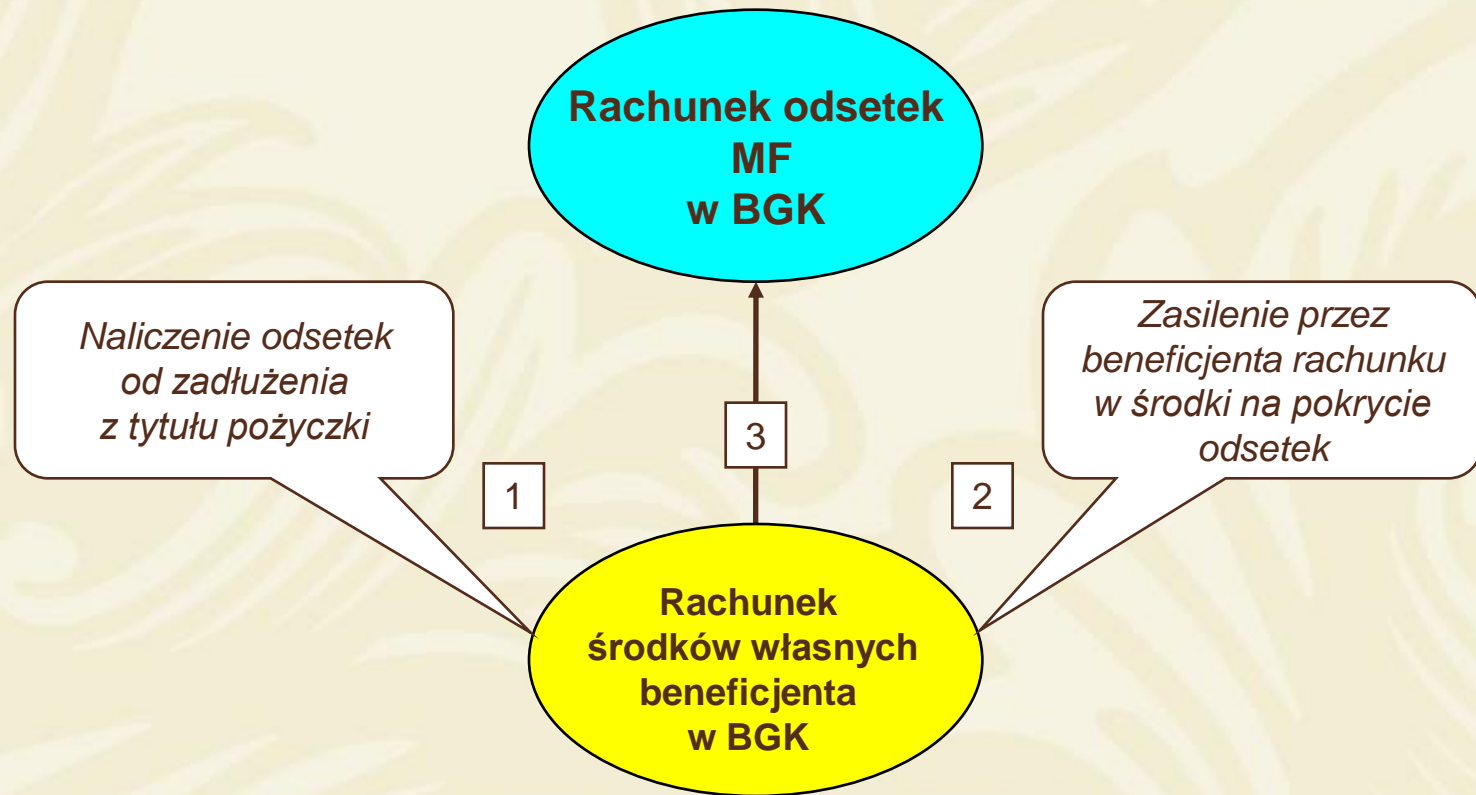 Rachunek odsetek
MF
w BGK
Naliczenie odsetek
od zadłużenia
z tytułu pożyczki
Zasilenie przez
beneficjenta rachunku
w środki na pokrycie
odsetek
3
1
2
Rachunek
środków własnych
beneficjenta
w BGK